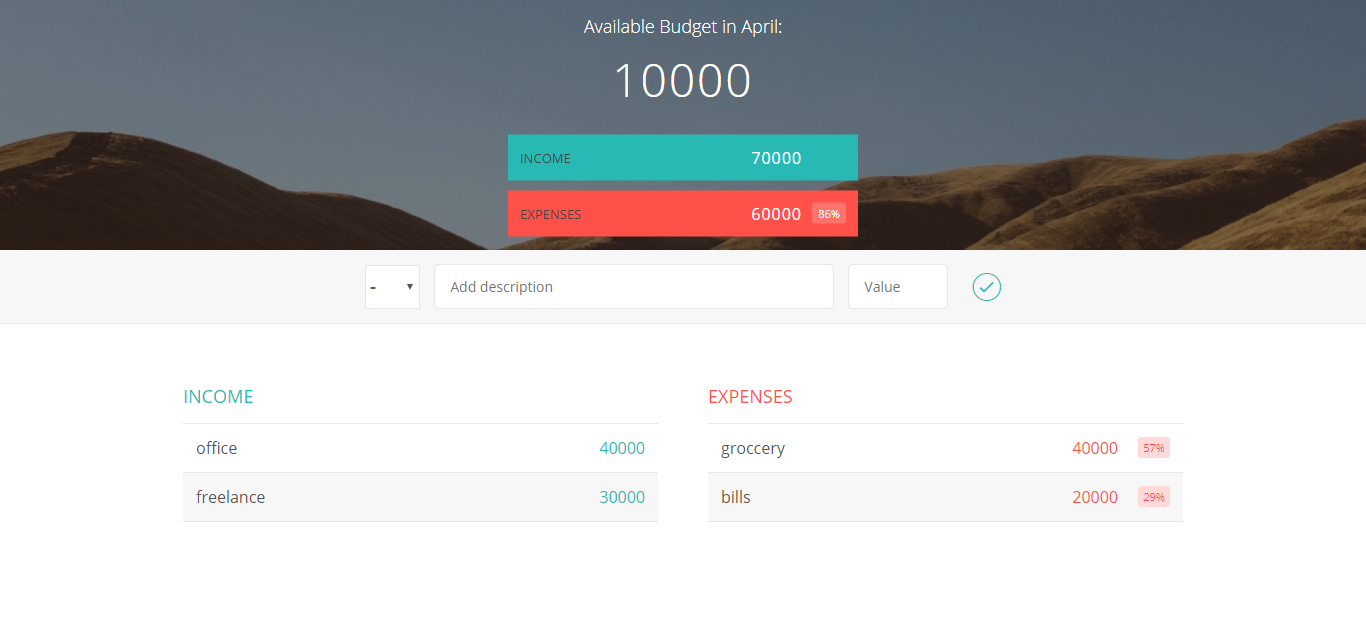 Available Budget in April:
10000
INCOME 70000
EXPENSES 60000 86%
- Add description Value
INCOME
office 40000
freelance 30000
EXPENSES
groccery 40000 57%
bills 20000 29%